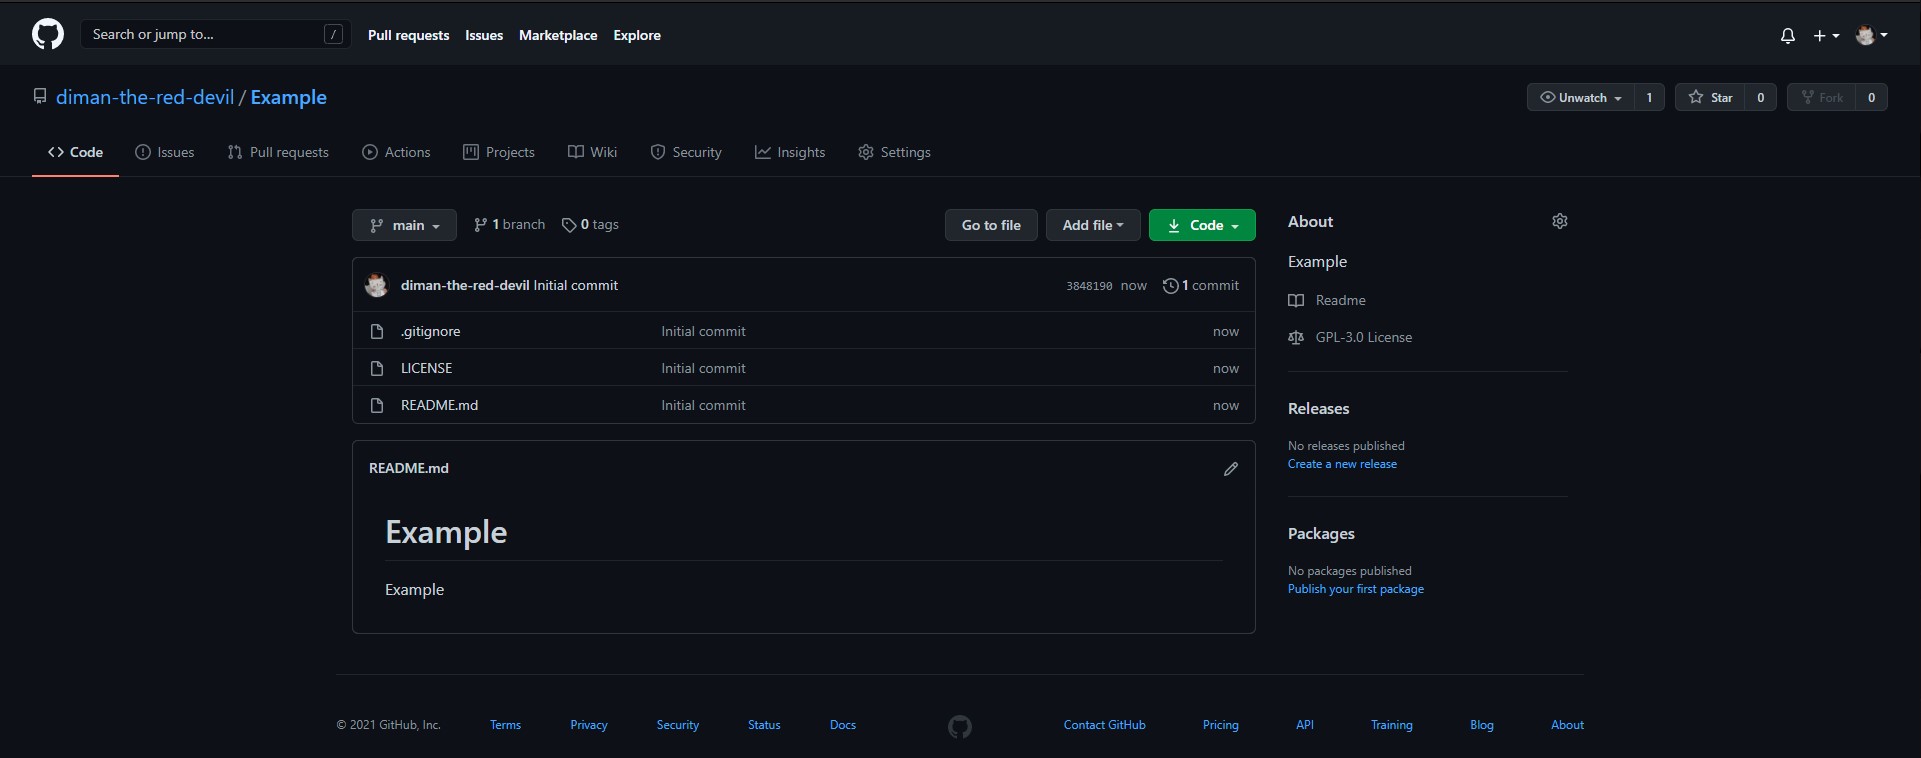 Search or jump to... /
Pull requests Issues Marketplace Explore
diman-the-red-devil / Example
Unwatch 1 Star 0 Fork 0
Code Issues Pull requests Actions Projects Wiki Security Insights Settings
main 1 branch 0 tags Go to file Add file Code
diman-the-red-devil Initial commit 3848190 now 1 commit
.gitignore Initial commit now
LICENSE Initial commit now
README.md Initial commit now
README.md
Example
Example
About
Example
Readme
GPL-3.0 License
Releases
No releases published
Create a new release
Packages
No packages published
Publish your first package
© 2021 GitHub, Inc. Terms Privacy Security Status Docs Contact GitHub Pricing API Training Blog About